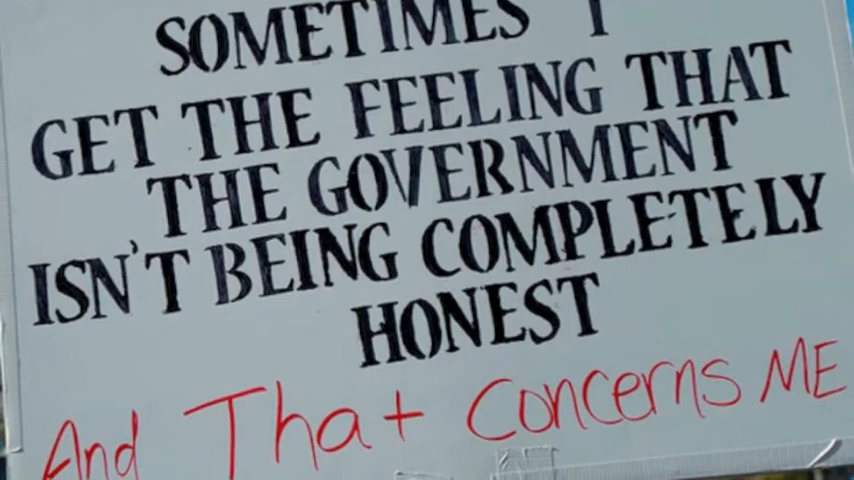 SOMETIMES I
GET THE FEELING THAT
THE GOVERNMENT
ISN'T BEING COMPLETELY
HONEST
And That Concerns ME